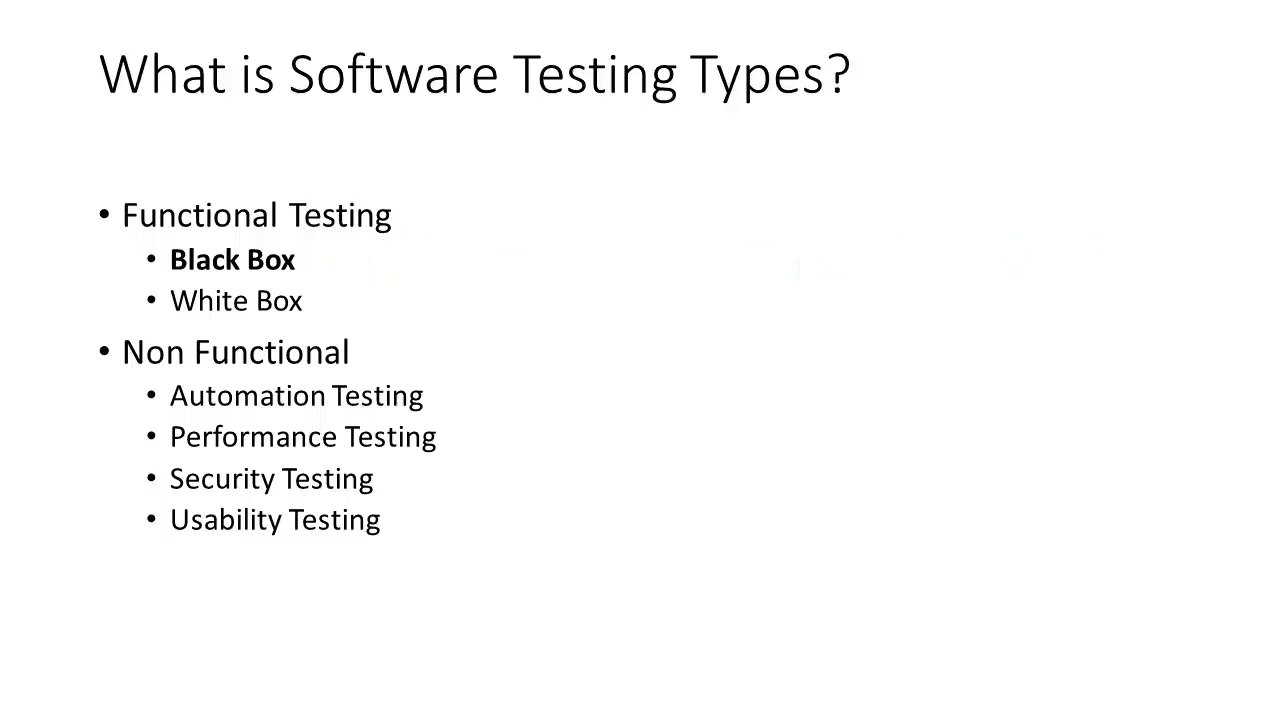 What is Software Testing Types?
• Functional Testing
• Black Box
• White Box
• Non Functional
• Automation Testing
• Performance Testing
• Security Testing
• Usability Testing